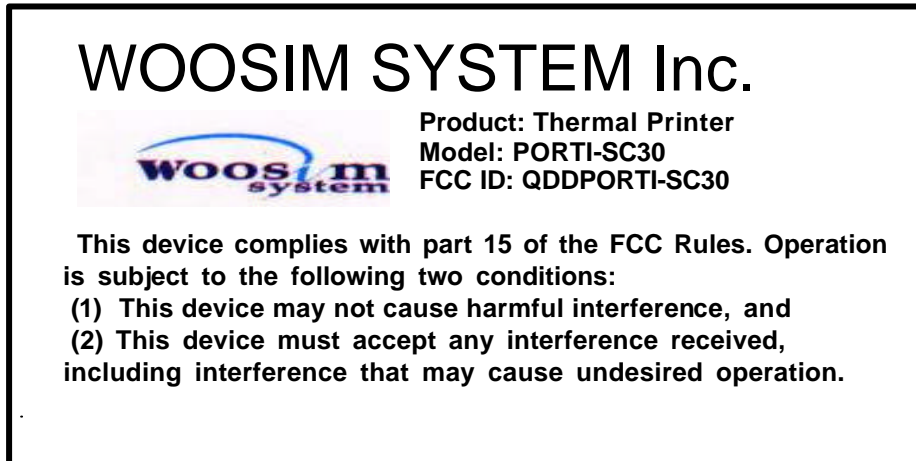 WOOSIM SYSTEM Inc.
woosim
system
Product: Thermal Printer
Model: PORTI-SC30
FCC ID: QDDPORTI-SC30
This device complies with part 15 of the FCC Rules. Operation
is subject to the following two conditions:
(1) This device may not cause harmful interference, and
(2) This device must accept any interference received,
including interference that may cause undesired operation.
.